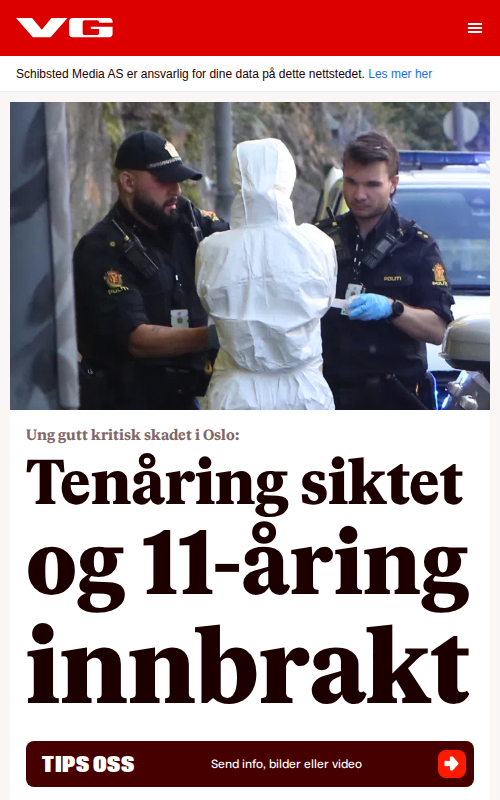 VG
Schibsted Media AS er ansvarlig for dine data på dette nettstedet. Les mer her
POLITI
POLITI
POLITI
Ung gutt kritisk skadet i Oslo:
Tenåring siktet
og 11-åring
innbrakt
TIPS OSS
Send info, bilder eller video